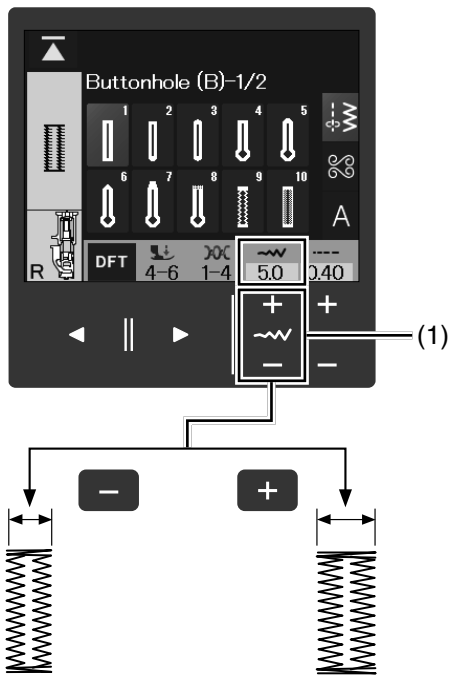 Buttonhole (B)–1/2
1 2 3 4 5
6 7 8 9 10
A
R DFT 4–6 1–4 5.0 0.40
+ +
– –
(1)
– +